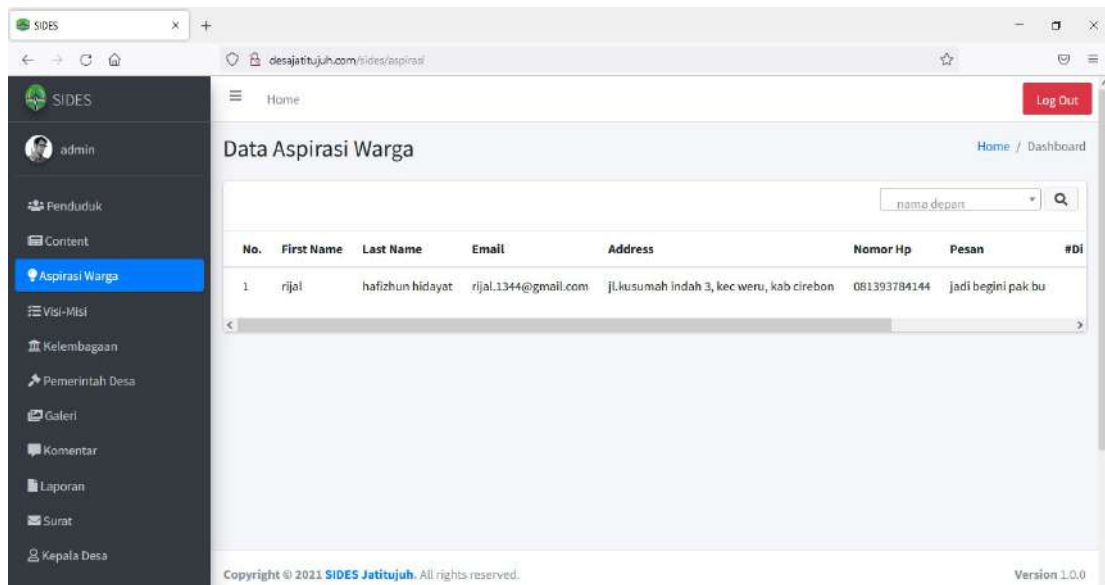 SIDES
desajatitujuh.com/sides/aspirasi
SIDES
Home
Log Out
admin
Data Aspirasi Warga
Home / Dashboard
Penduduk
nama depan
Content
No. First Name Last Name Email Address Nomor Hp Pesan #Di
Aspirasi Warga
1 rijal hafizhun hidayat rijal.1344@gmail.com jl.kusumah indah 3, kec weru, kab cirebon 081393784144 jadi begini pak bu
Visi-Misi
Kelembagaan
Pemerintah Desa
Galeri
Komentar
Laporan
Surat
Kepala Desa
Copyright © 2021 SIDES Jatitujuh. All rights reserved.
Version 1.0.0